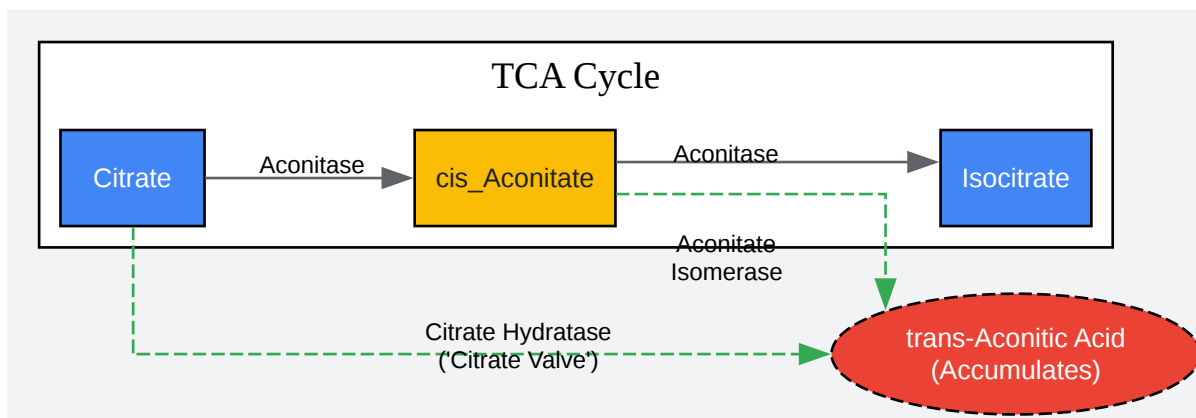 TCA Cycle
Citrate
Aconitase
cis_Aconitate
Aconitase
Isocitrate
Aconitate
Isomerase
Citrate Hydratase
('Citrate Valve')
trans-Aconitic Acid
(Accumulates)